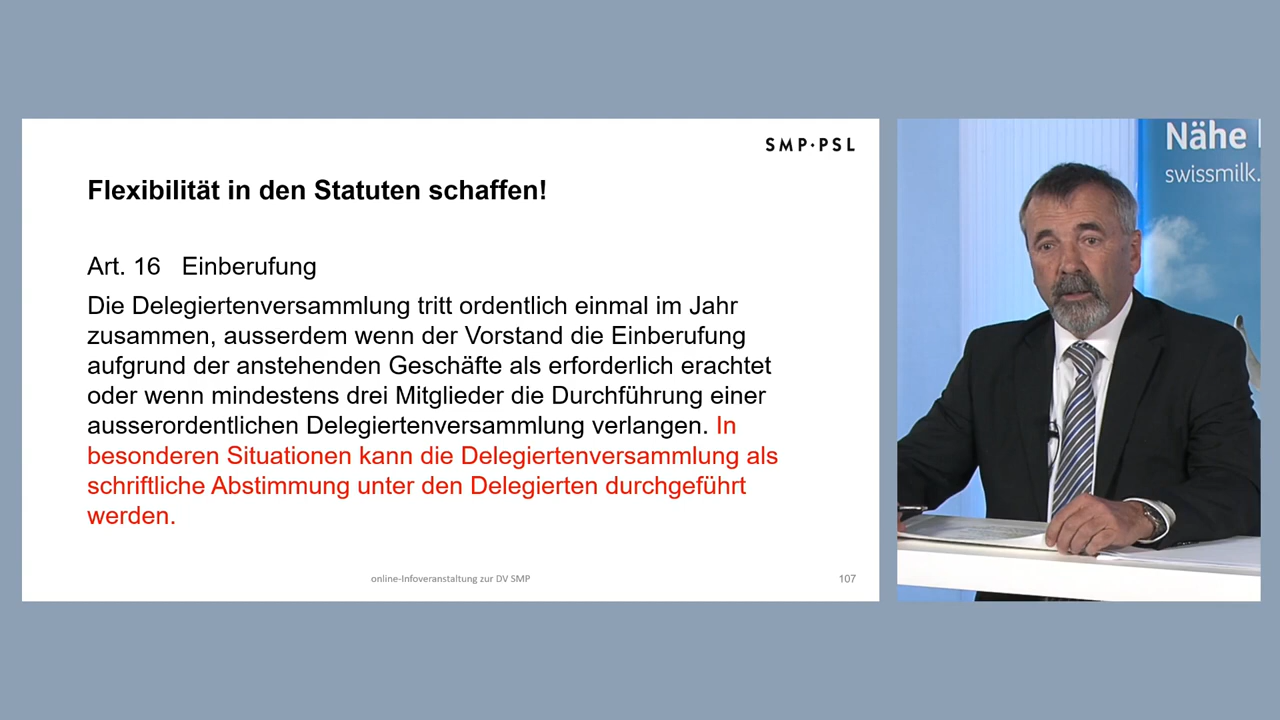 SMP·PSL
Flexibilität in den Statuten schaffen!
Art. 16 Einberufung
Die Delegiertenversammlung tritt ordentlich einmal im Jahr
zusammen, ausserdem wenn der Vorstand die Einberufung
aufgrund der anstehenden Geschäfte als erforderlich erachtet
oder wenn mindestens drei Mitglieder die Durchführung einer
ausserordentlichen Delegiertenversammlung verlangen. In
besonderen Situationen kann die Delegiertenversammlung als
schriftliche Abstimmung unter den Delegierten durchgeführt
werden.
online-Infoveranstaltung zur DV SMP
107
Nähe
swissmilk.